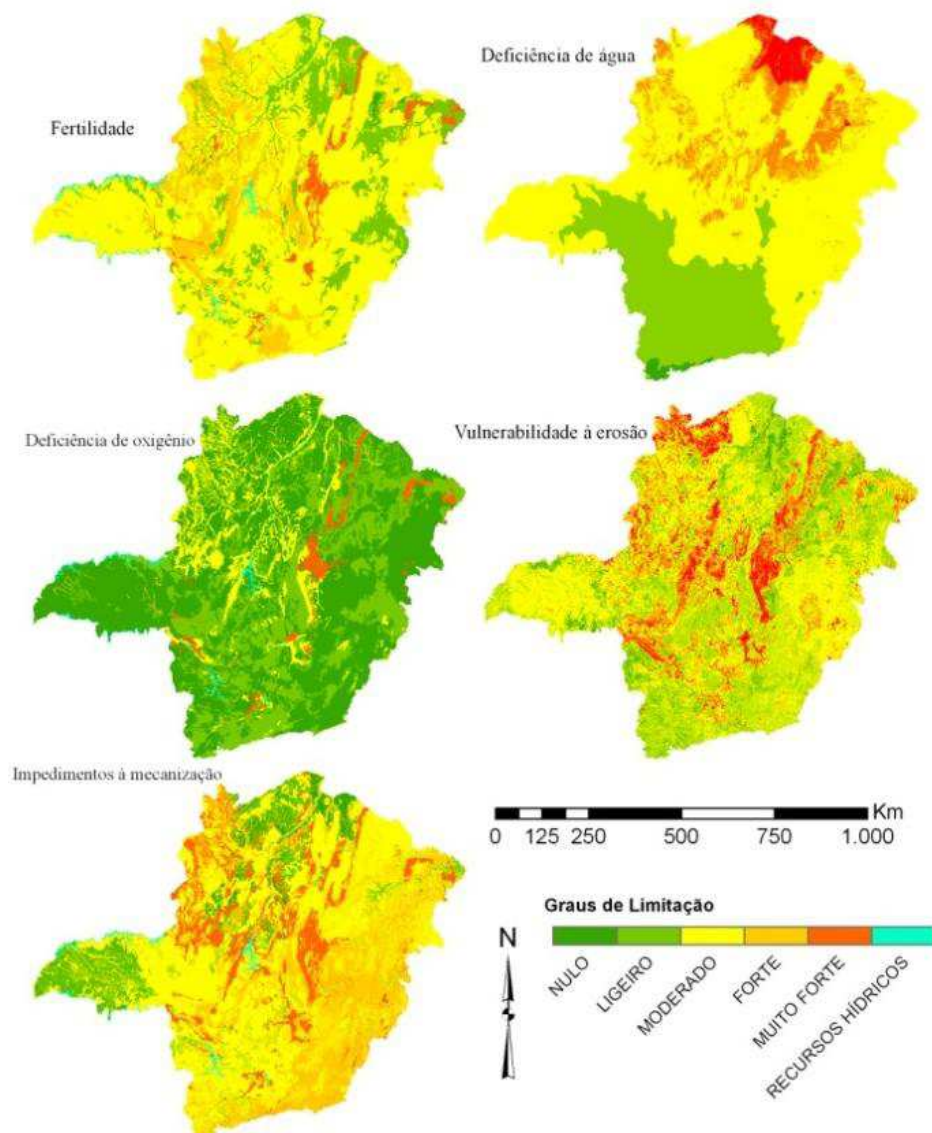 Fertilidade
Deficiência de água
Deficiência de oxigênio
Vulnerabilidade à erosão
Impedimentos à mecanização
Km
0 125 250 500 750 1.000
Graus de Limitação
N
NULO
LIGEIRO
MODERADO
FORTE
MUITO FORTE
RECURSOS HÍDRICOS